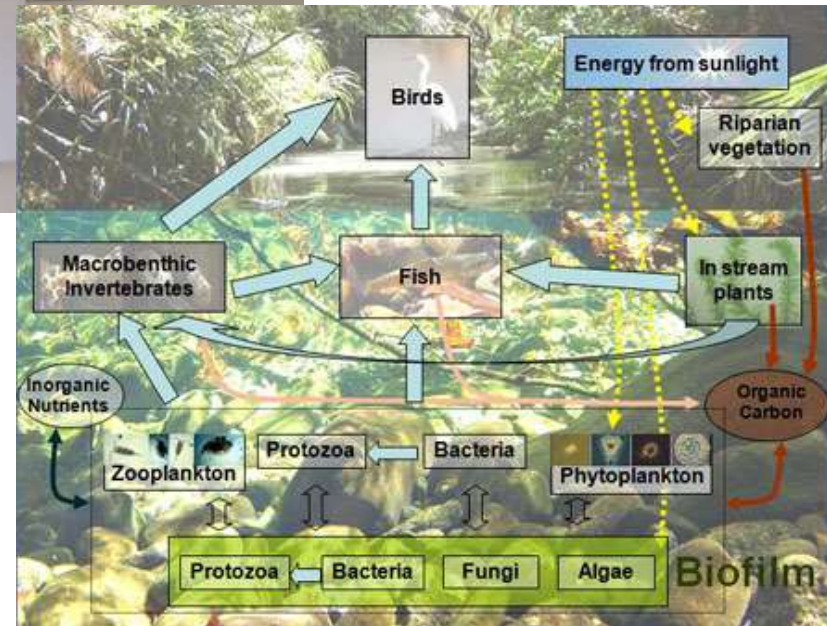 Energy from sunlight
Birds
Riparian
vegetation
Macrobenthic
Invertebrates
Fish
In stream
plants
Inorganic
Nutrients
Organic
Carbon
Zooplankton
Protozoa
Bacteria
Phytoplankton
Protozoa
Bacteria
Fungi
Algae
Biofilm